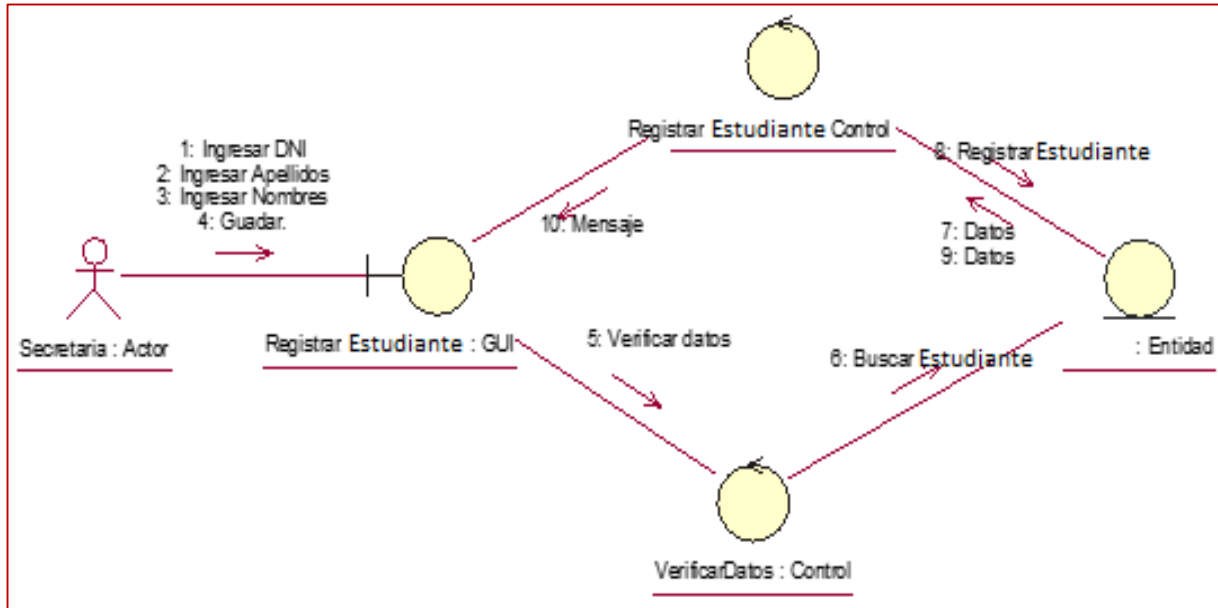 Registrar Estudiante Control
1: Ingresar DNI
2: Ingresar Apellidos
3: Ingresar Nombres
4: Guadar.
8: Registrar Estudiante
10: Mensaje
7: Datos
9: Datos
Secretaria : Actor
Registrar Estudiante : GUI
5: Verificar datos
6: Buscar Estudiante
: Entidad
VerificarDatos : Control